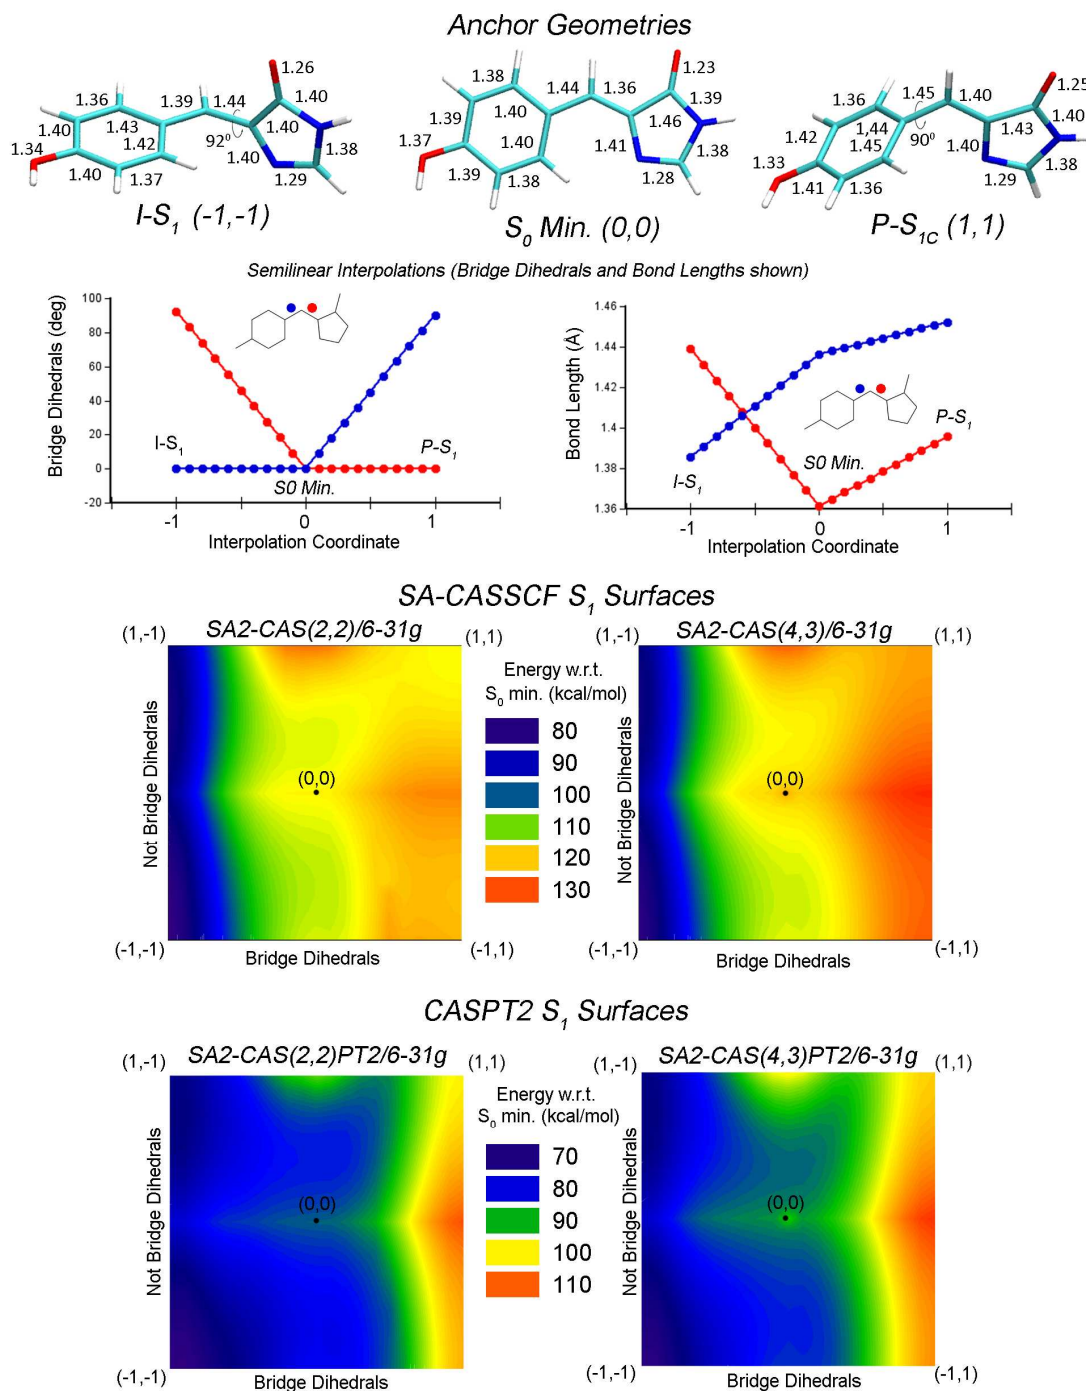 Anchor Geometries
1.26
1.39
1.44
1.40
1.36
1.40
1.43
1.40
1.34
1.42
92⁰
1.40
1.38
1.40
1.37
1.29
I-S₁ (-1,-1)
1.23
1.38
1.44
1.36
1.39
1.40
1.39
1.46
1.37
1.40
1.41
1.38
1.39
1.38
1.28
S₀ Min. (0,0)
1.25
1.45
1.40
1.36
1.40
1.42
1.44
1.43
1.45
90⁰
1.40
1.33
1.38
1.41
1.36
1.29
P-S₁C (1,1)
Semilinear Interpolations (Bridge Dihedrals and Bond Lengths shown)
Bridge Dihedrals (deg)
100
80
60
40
20
0
-20
I-S₁
P-S₁
S0 Min.
-1
0
1
Interpolation Coordinate
Bond Length (Å)
1.46
1.44
1.42
1.4
1.38
1.36
P-S₁
S0 Min.
I-S₁
-1
0
1
Interpolation Coordinate
SA-CASSCF S₁ Surfaces
(1,-1)
SA2-CAS(2,2)/6-31g
(1,1)
Not Bridge Dihedrals
(0,0)
(-1,-1)
Bridge Dihedrals
(-1,1)
Energy w.r.t.
S₀ min. (kcal/mol)
80
90
100
110
120
130
(1,-1)
SA2-CAS(4,3)/6-31g
(1,1)
Not Bridge Dihedrals
(0,0)
(-1,-1)
Bridge Dihedrals
(-1,1)
CASPT2 S₁ Surfaces
(1,-1)
SA2-CAS(2,2)PT2/6-31g
(1,1)
Not Bridge Dihedrals
(0,0)
(-1,-1)
Bridge Dihedrals
(-1,1)
Energy w.r.t.
S₀ min. (kcal/mol)
70
80
90
100
110
(1,-1)
SA2-CAS(4,3)PT2/6-31g
(1,1)
Not Bridge Dihedrals
(0,0)
(-1,-1)
Bridge Dihedrals
(-1,1)